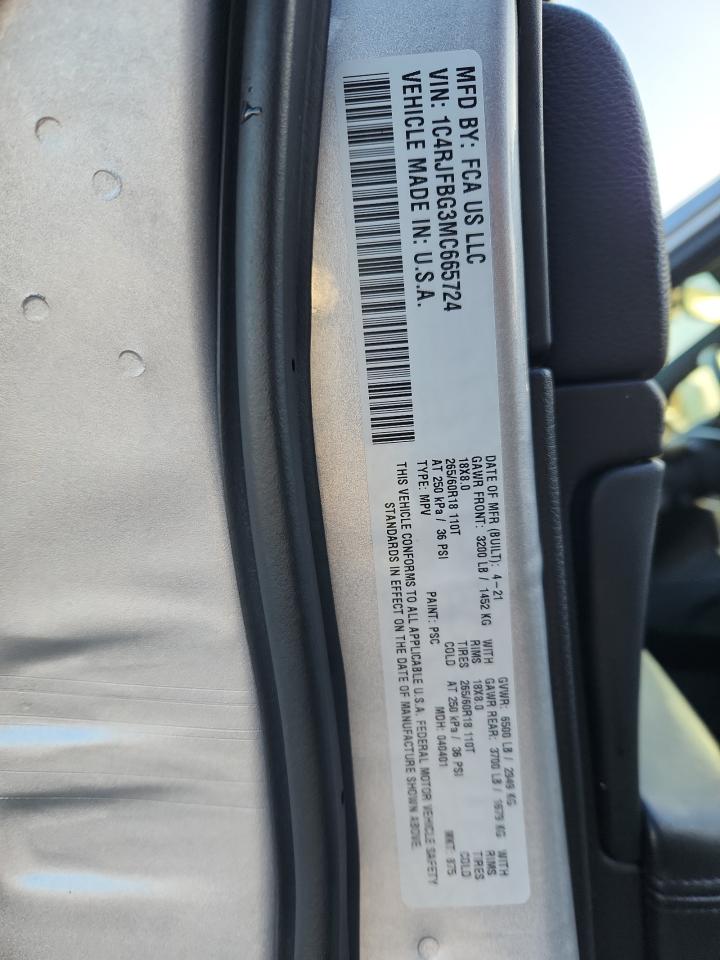 MFD BY: FCA US LLC
VIN: 1C4RJFBG3MC665724
VEHICLE MADE IN: U.S.A.
DATE OF MFR (BUILT): 4-21 GVWR: 6500 LB / 2949 KG
GAWR FRONT: 3200 LB / 1452 KG WITH GAWR REAR: 3700 LB / 1679 KG WITH
18X8.0 RIMS 18X8.0 RIMS
265/60R18 110T TIRES 265/60R18 110T TIRES
AT 250 kPa / 36 PSI COLD AT 250 kPa / 36 PSI COLD
TYPE: MPV PAINT: PSC MDH: 040401 MKT: 875
THIS VEHICLE CONFORMS TO ALL APPLICABLE U.S.A. FEDERAL MOTOR VEHICLE SAFETY
STANDARDS IN EFFECT ON THE DATE OF MANUFACTURE SHOWN ABOVE.